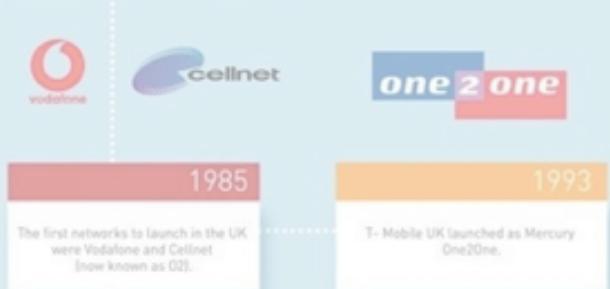 vodafone
cellnet
one 2 one
1985
The first networks to launch in the UK
were Vodafone and Cellnet
(now known as O2).
1993
T- Mobile UK launched as Mercury
One2One.